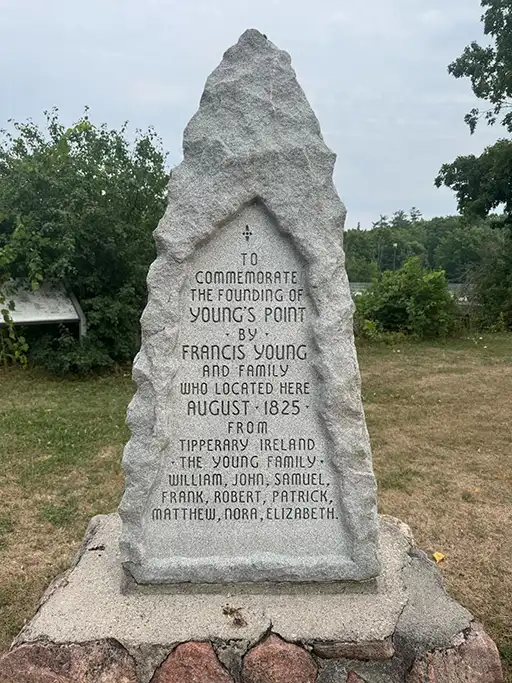 TO
COMMEMORATE
THE FOUNDING OF
YOUNG'S POINT
· BY ·
FRANCIS YOUNG
AND FAMILY
WHO LOCATED HERE
AUGUST · 1825 ·
FROM
TIPPERARY IRELAND
· THE YOUNG FAMILY ·
WILLIAM, JOHN, SAMUEL,
FRANK, ROBERT, PATRICK,
MATTHEW, NORA, ELIZABETH.